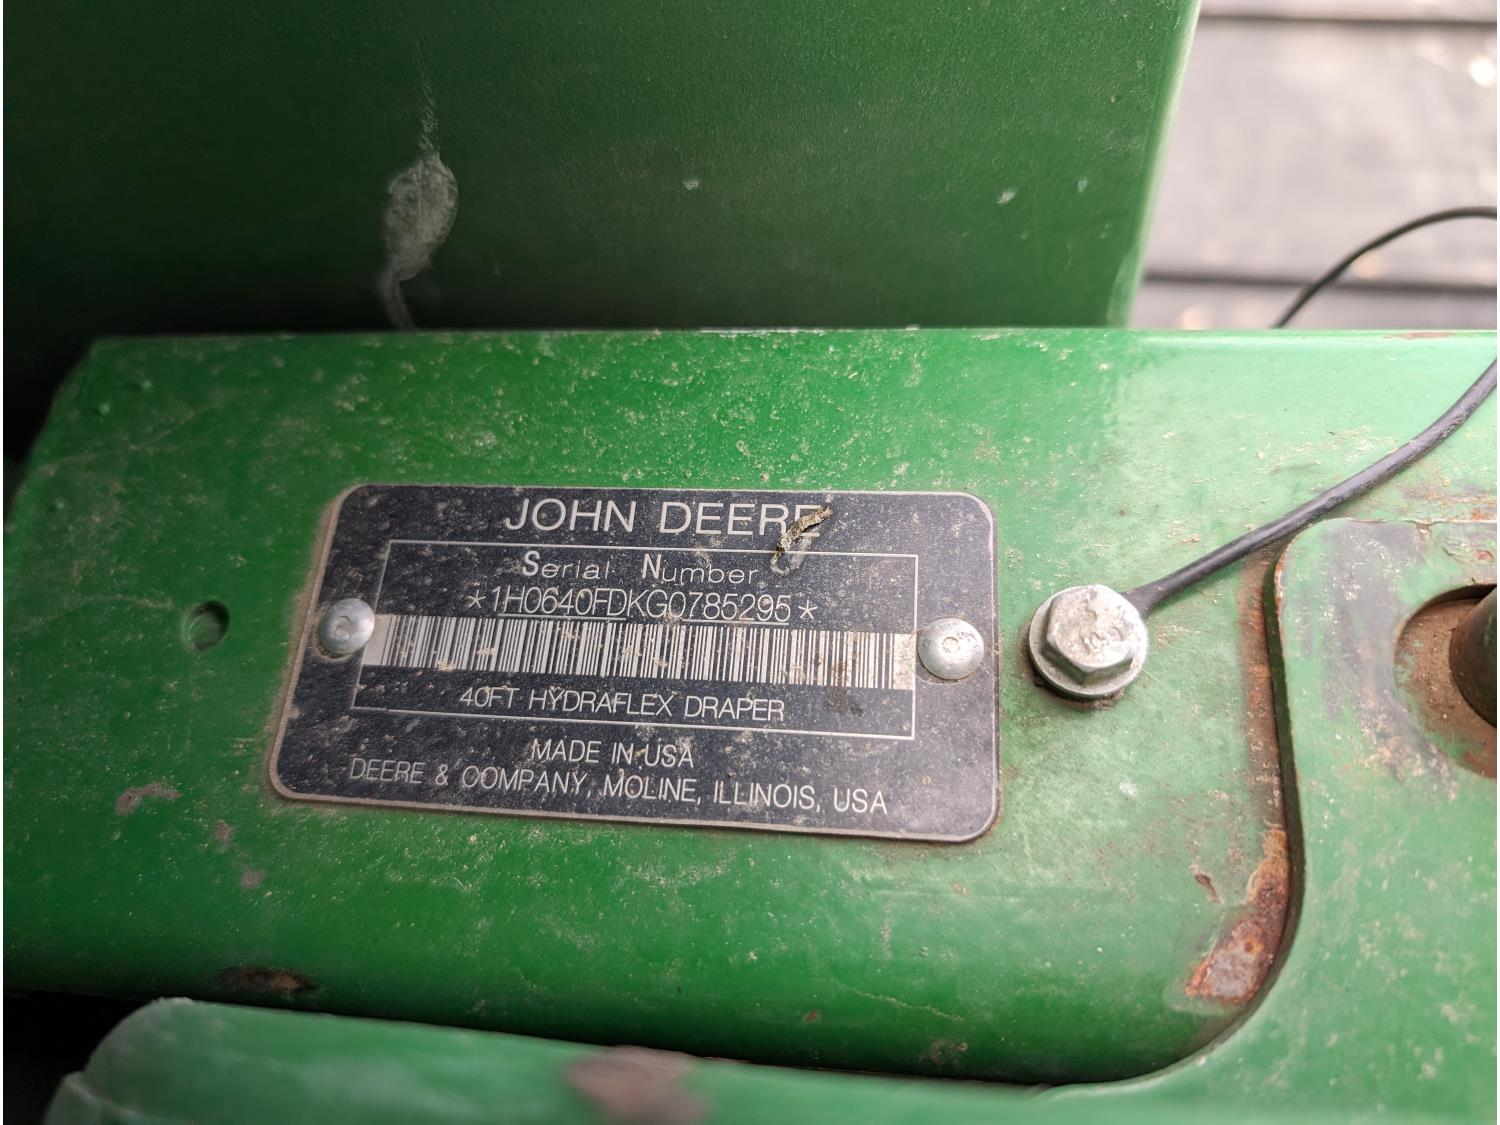 JOHN DEERE
Serial Number
*1H0640FDKG0785295*
40FT HYDRAFLEX DRAPER
MADE IN USA
DEERE & COMPANY, MOLINE, ILLINOIS, USA